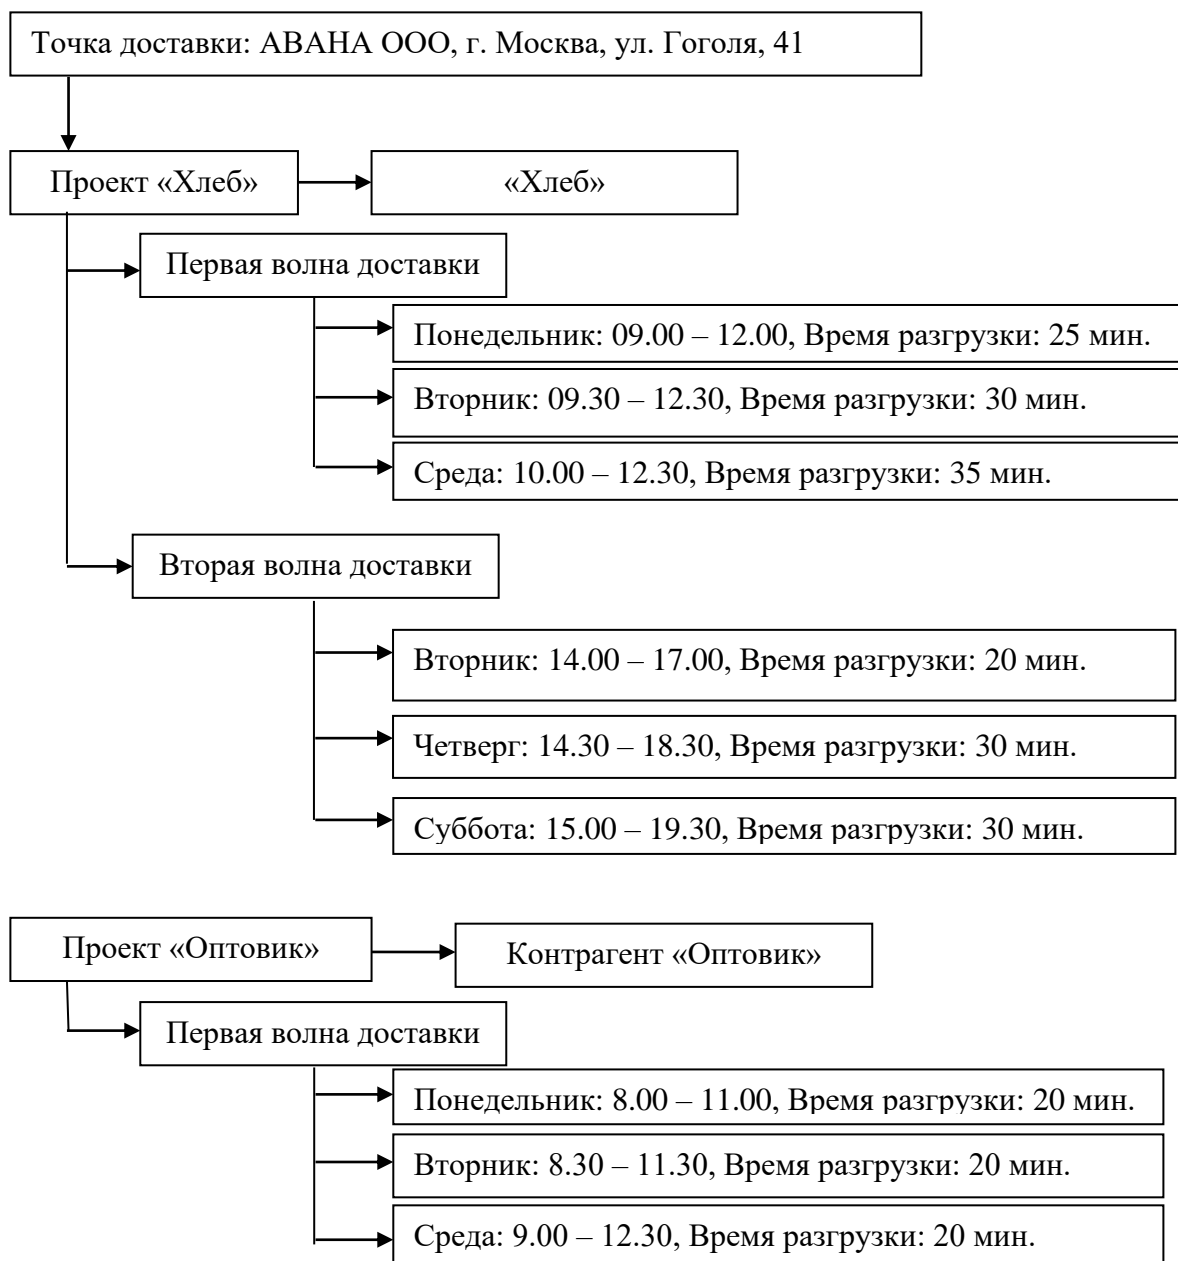 Точка доставки: АВАНА ООО, г. Москва, ул. Гоголя, 41
Проект «Хлеб»
«Хлеб»
Первая волна доставки
Понедельник: 09.00 – 12.00, Время разгрузки: 25 мин.
Вторник: 09.30 – 12.30, Время разгрузки: 30 мин.
Среда: 10.00 – 12.30, Время разгрузки: 35 мин.
Вторая волна доставки
Вторник: 14.00 – 17.00, Время разгрузки: 20 мин.
Четверг: 14.30 – 18.30, Время разгрузки: 30 мин.
Суббота: 15.00 – 19.30, Время разгрузки: 30 мин.
Проект «Оптовик»
Контрагент «Оптовик»
Первая волна доставки
Понедельник: 8.00 – 11.00, Время разгрузки: 20 мин.
Вторник: 8.30 – 11.30, Время разгрузки: 20 мин.
Среда: 9.00 – 12.30, Время разгрузки: 20 мин.